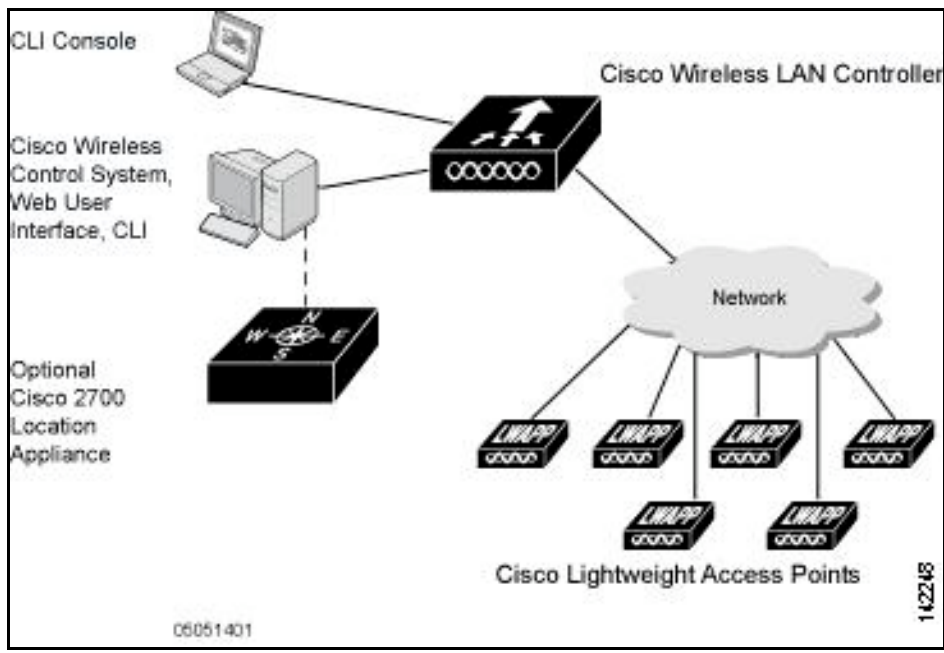 CLI Console
Cisco Wireless LAN Controller
Cisco Wireless
Control System,
Web User
Interface, CLI
Network
N
W
E
S
Optional
Cisco 2700
Location
Appliance
LWAPP
LWAPP
LWAPP
LWAPP
LWAPP
LWAPP
Cisco Lightweight Access Points
142248
05051401